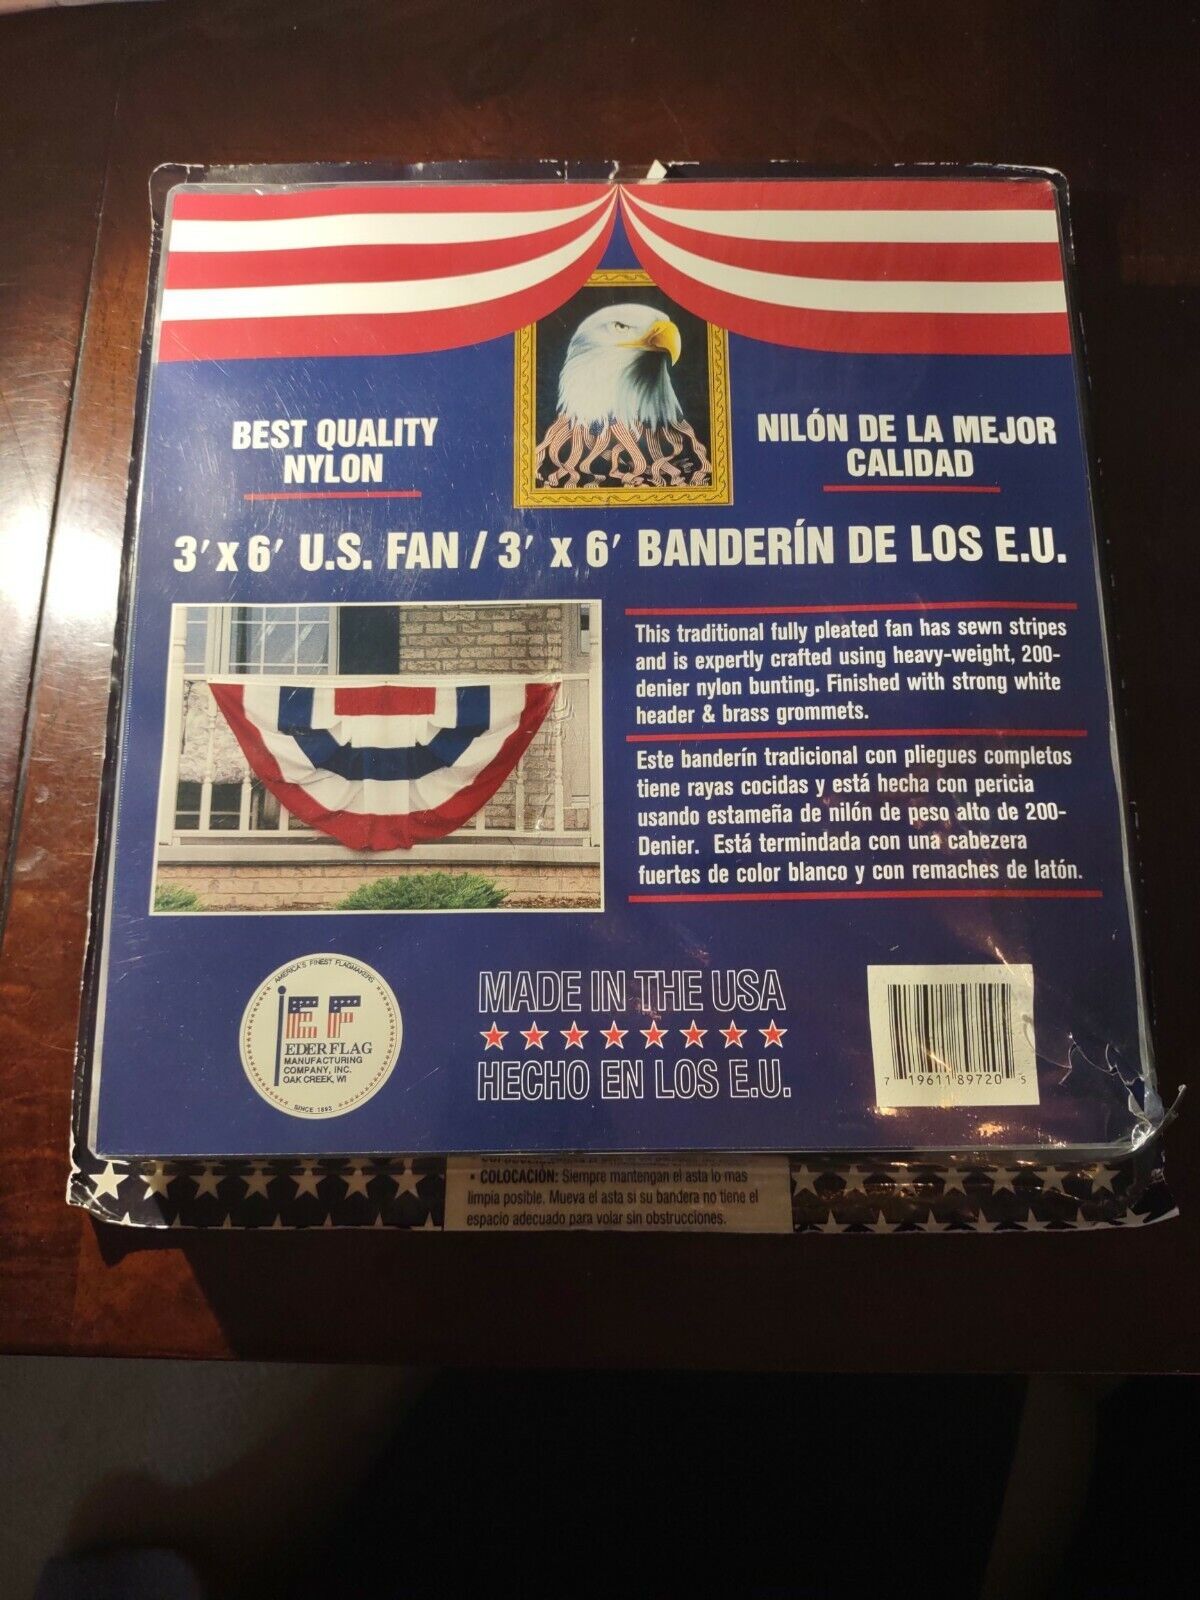 BEST QUALITY
NYLON
NILÓN DE LA MEJOR
CALIDAD
3' x 6' U.S. FAN / 3' x 6' BANDERÍN DE LOS E.U.
This traditional fully pleated fan has sewn stripes
and is expertly crafted using heavy-weight, 200-
denier nylon bunting. Finished with strong white
header & brass grommets.
Este banderín tradicional con pliegues completos
tiene rayas cocidas y está hecha con pericia
usando estameña de nilón de peso alto de 200-
Denier. Está termindada con una cabezera
fuertes de color blanco y con remaches de latón.
AMERICA'S FINEST FLAGMAKERS
EF
EDER FLAG
MANUFACTURING
COMPANY, INC.
OAK CREEK, WI
SINCE 1893
MADE IN THE USA
HECHO EN LOS E.U.
7 19611 89720 5
• COLOCACIÓN: Siempre mantengan el asta lo mas
limpia posible. Mueva el asta si su bandera no tiene el
espacio adecuado para volar sin obstrucciones.